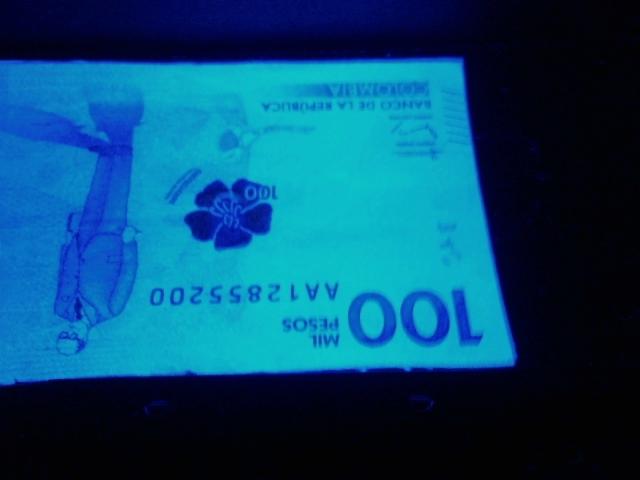 100
MIL
PESOS
AA12855200
100
BANCO DE LA REPÚBLICA
COLOMBIA